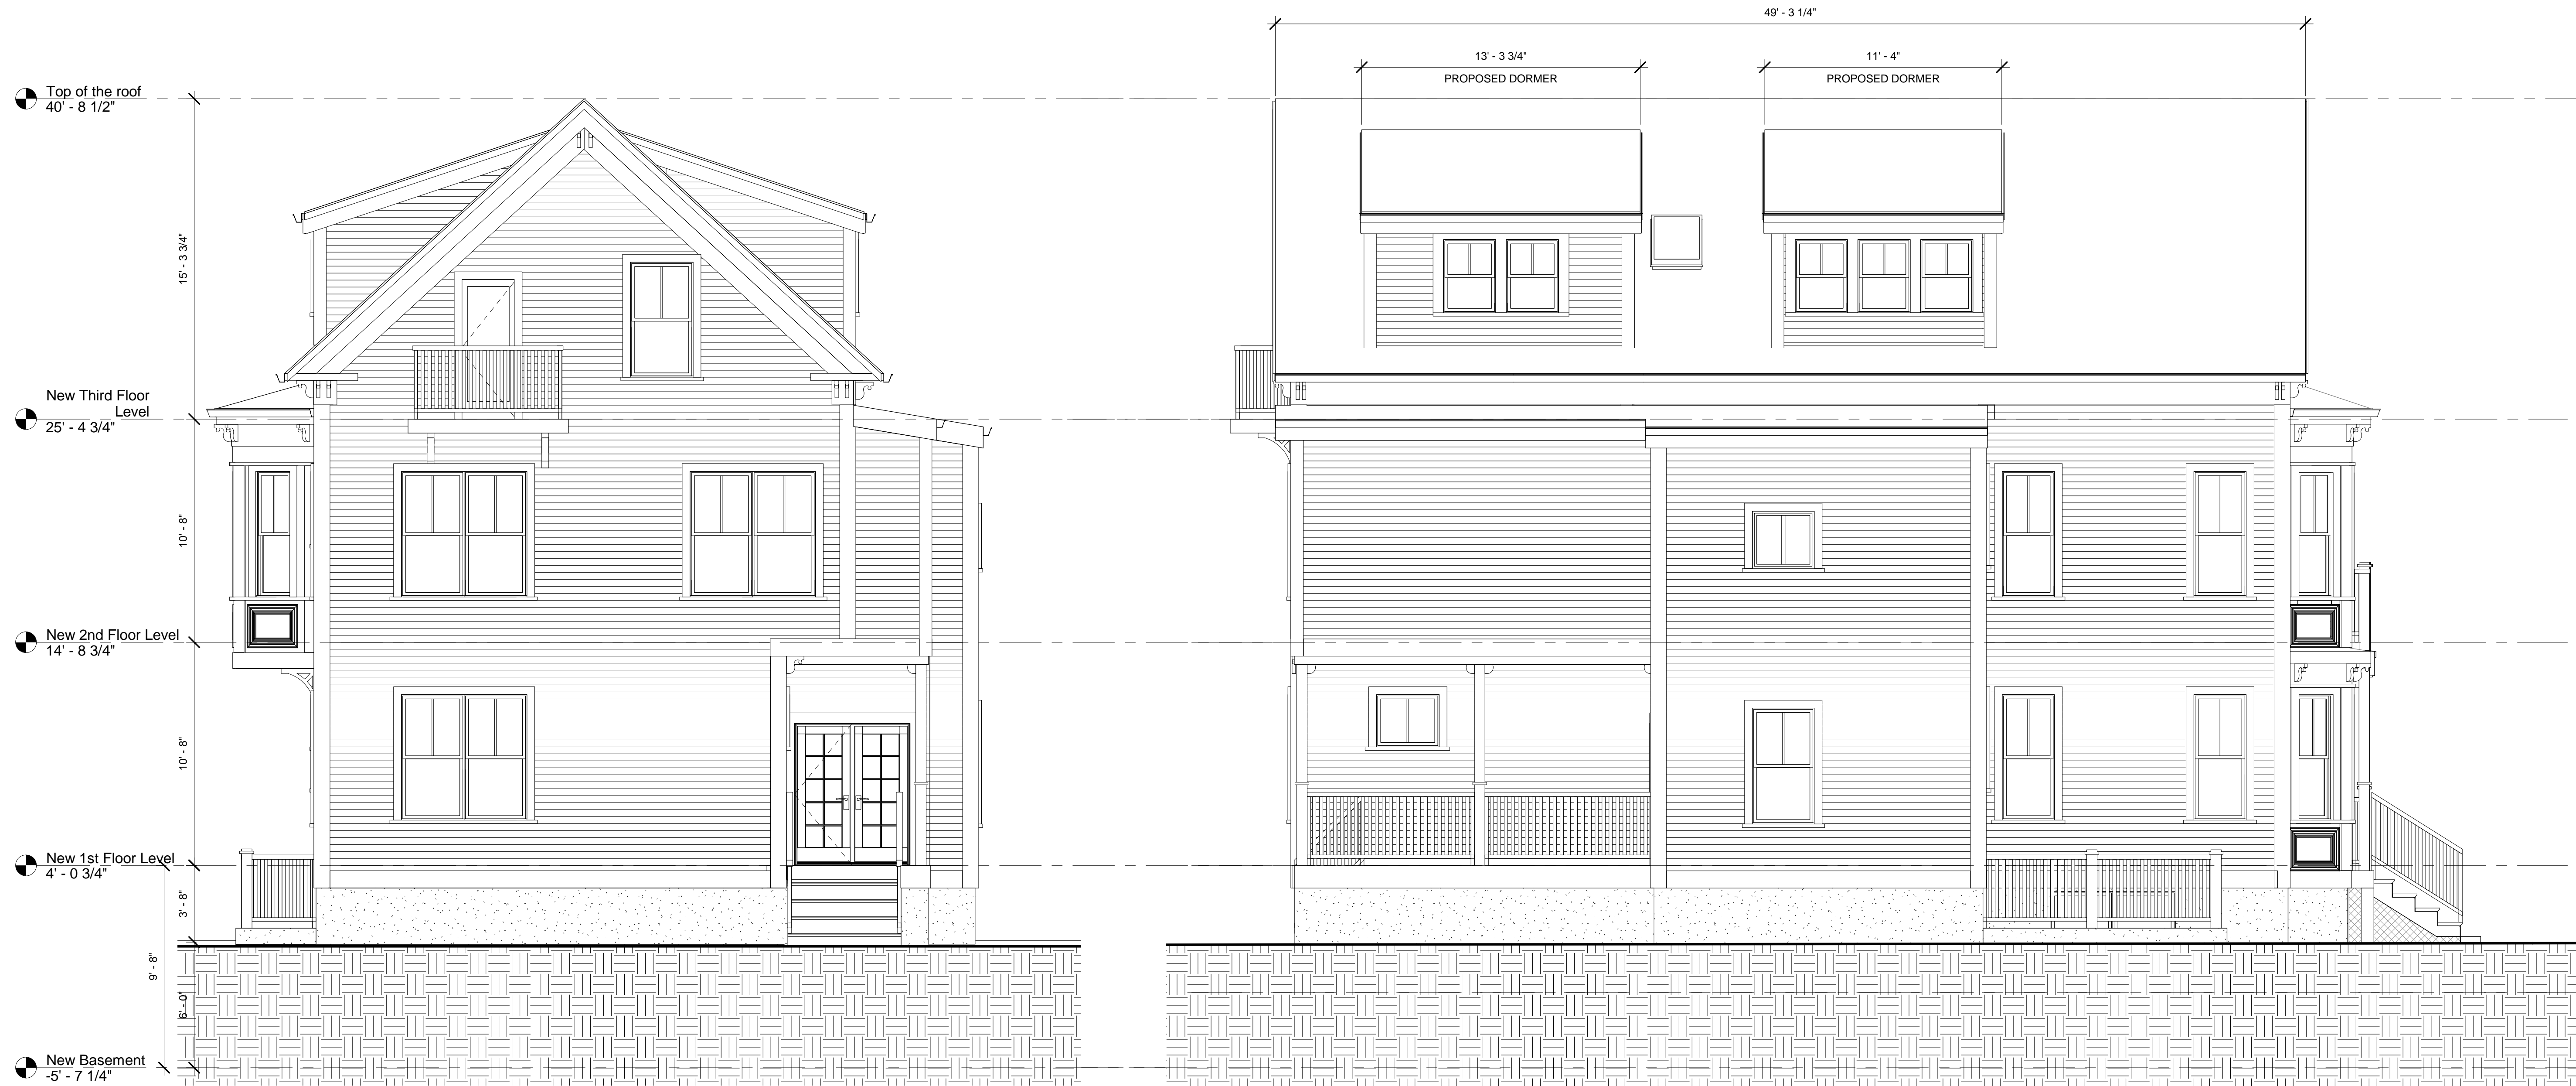 49' - 3 1/4"
13' - 3 3/4"
PROPOSED DORMER
11' - 4"
PROPOSED DORMER
Top of the roof
40' - 8 1/2"
15' - 3 3/4"
New Third Floor
Level
25' - 4 3/4"
10' - 8"
New 2nd Floor Level
14' - 8 3/4"
10' - 8"
New 1st Floor Level
4' - 0 3/4"
3' - 8"
9' - 8"
6' - 0"
New Basement
-5' - 7 1/4"